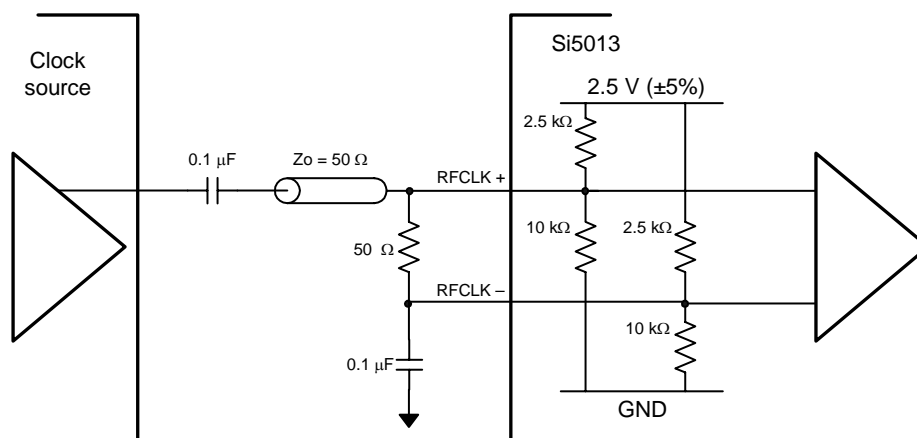 Clock
source
Si5013
2.5 V (±5%)
2.5 kΩ
0.1 μF
Zo = 50 Ω
RFCLK +
10 kΩ
2.5 kΩ
50 Ω
RFCLK –
10 kΩ
0.1 μF
GND